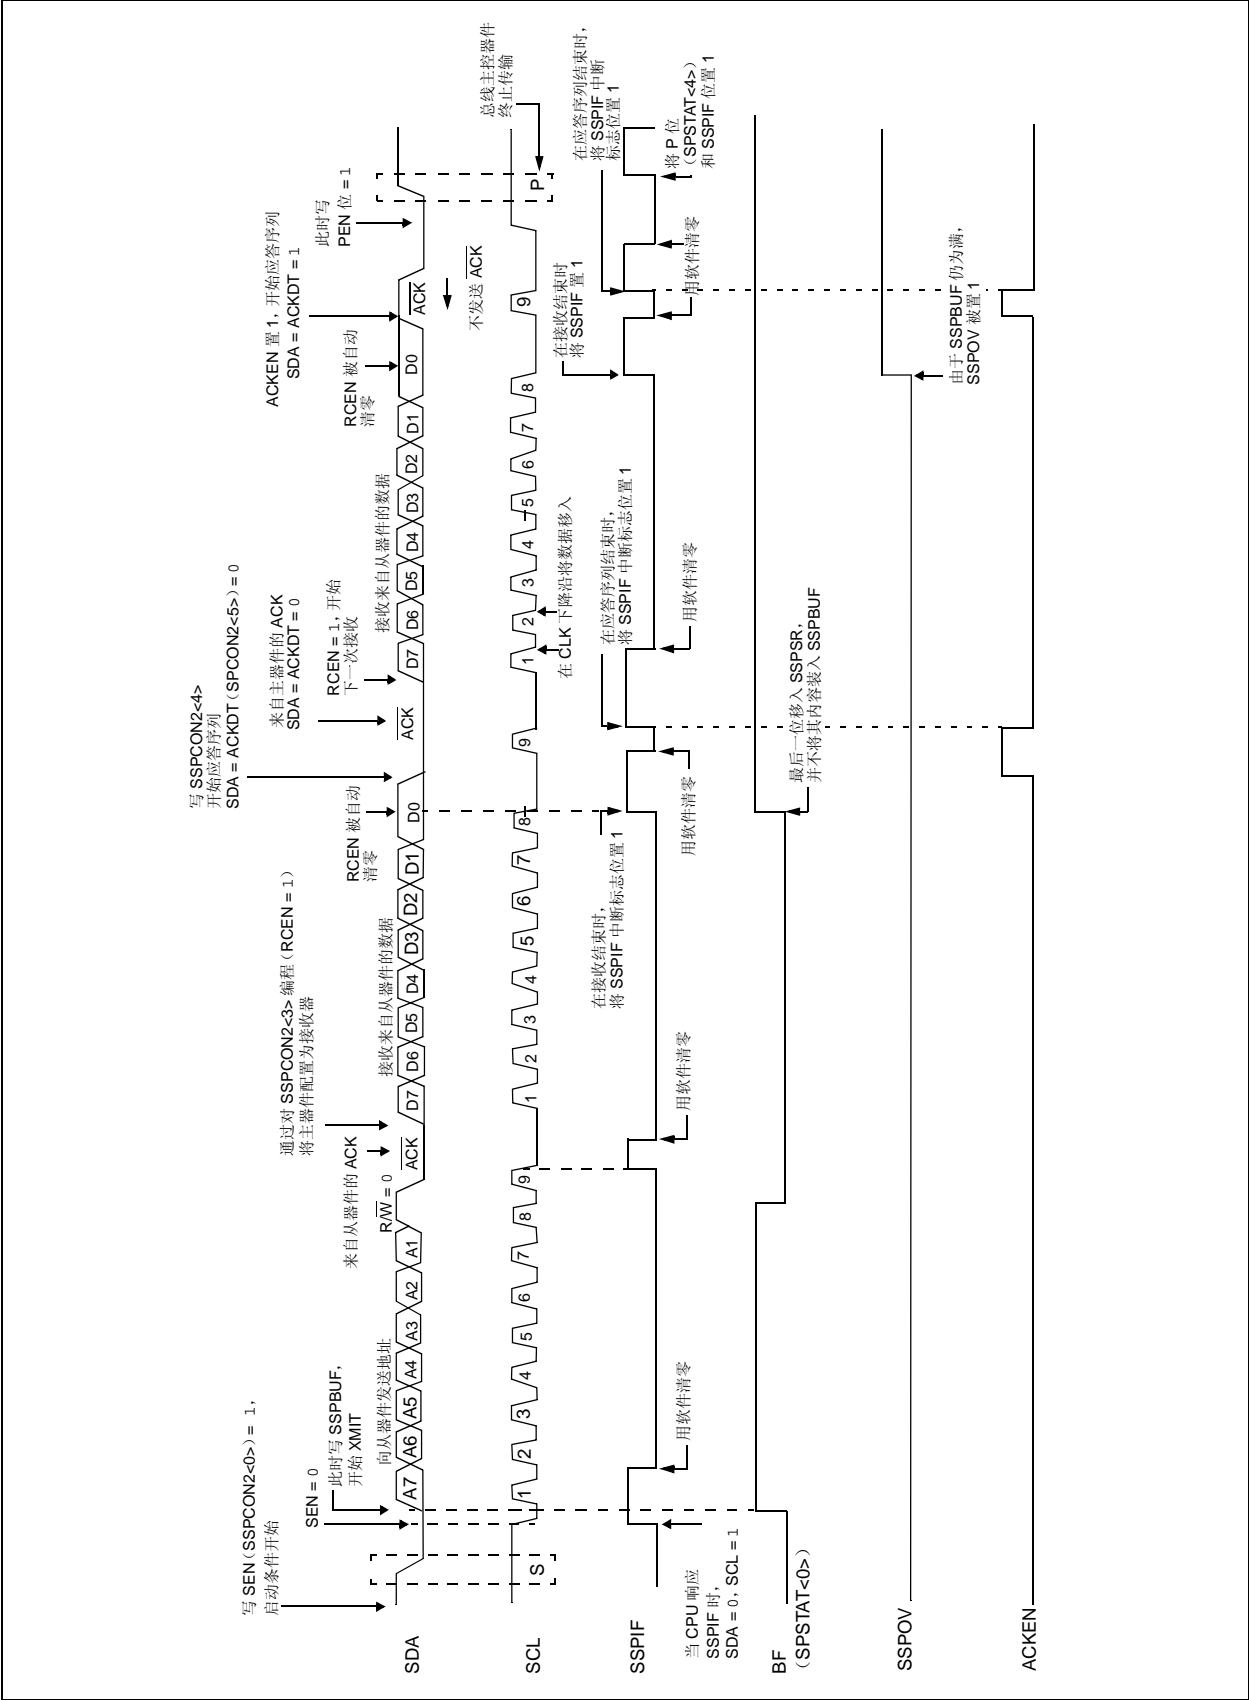 写 SEN（SSPCON2<0>）= 1，
启动条件开始
SEN = 0
此时写 SSPBUF，
开始 XMIT
向从器件发送地址
来自从器件的 ACK
R/W = 0
通过对 SSPCON2<3> 编程（RCEN = 1）
将主器件配置为接收器
接收来自从器件的数据
RCEN 被自动
清零
写 SSPCON2<4>
开始应答序列
SDA = ACKDT（SPCON2<5>）= 0
来自主器件的 ACK
SDA = ACKDT = 0
RCEN = 1，开始
下一次接收
接收来自从器件的数据
RCEN 被自动
清零
ACKEN 置 1，开始应答序列
SDA = ACKDT = 1
此时写
PEN 位 = 1
SDA
A7 A6 A5 A4 A3 A2 A1 ACK D7 D6 D5 D4 D3 D2 D1 D0 ACK D7 D6 D5 D4 D3 D2 D1 D0 ACK
不发送 ACK
总线主控器件
终止传输
SCL
S 1 2 3 4 5 6 7 8 9 1 2 3 4 5 6 7 8 9 1 2 3 4 5 6 7 8 9 P
在 CLK 下降沿将数据移入
在接收结束时，
将 SSPIF 中断标志位置 1
在应答序列结束时，
将 SSPIF 中断标志位置 1
在接收结束时
将 SSPIF 置 1
在应答序列结束时，
将 SSPIF 中断
标志位置 1
SSPIF
当 CPU 响应
SSPIF 时，
SDA = 0, SCL = 1
用软件清零
用软件清零
用软件清零
用软件清零
用软件清零
用软件清零
将 P 位
（SPSTAT<4>）
和 SSPIF 位置 1
BF
（SPSTAT<0>）
最后一位移入 SSPSR，
并不将其内容装入 SSPBUF
SSPOV
由于 SSPBUF 仍为满，
SSPOV 被置 1
ACKEN